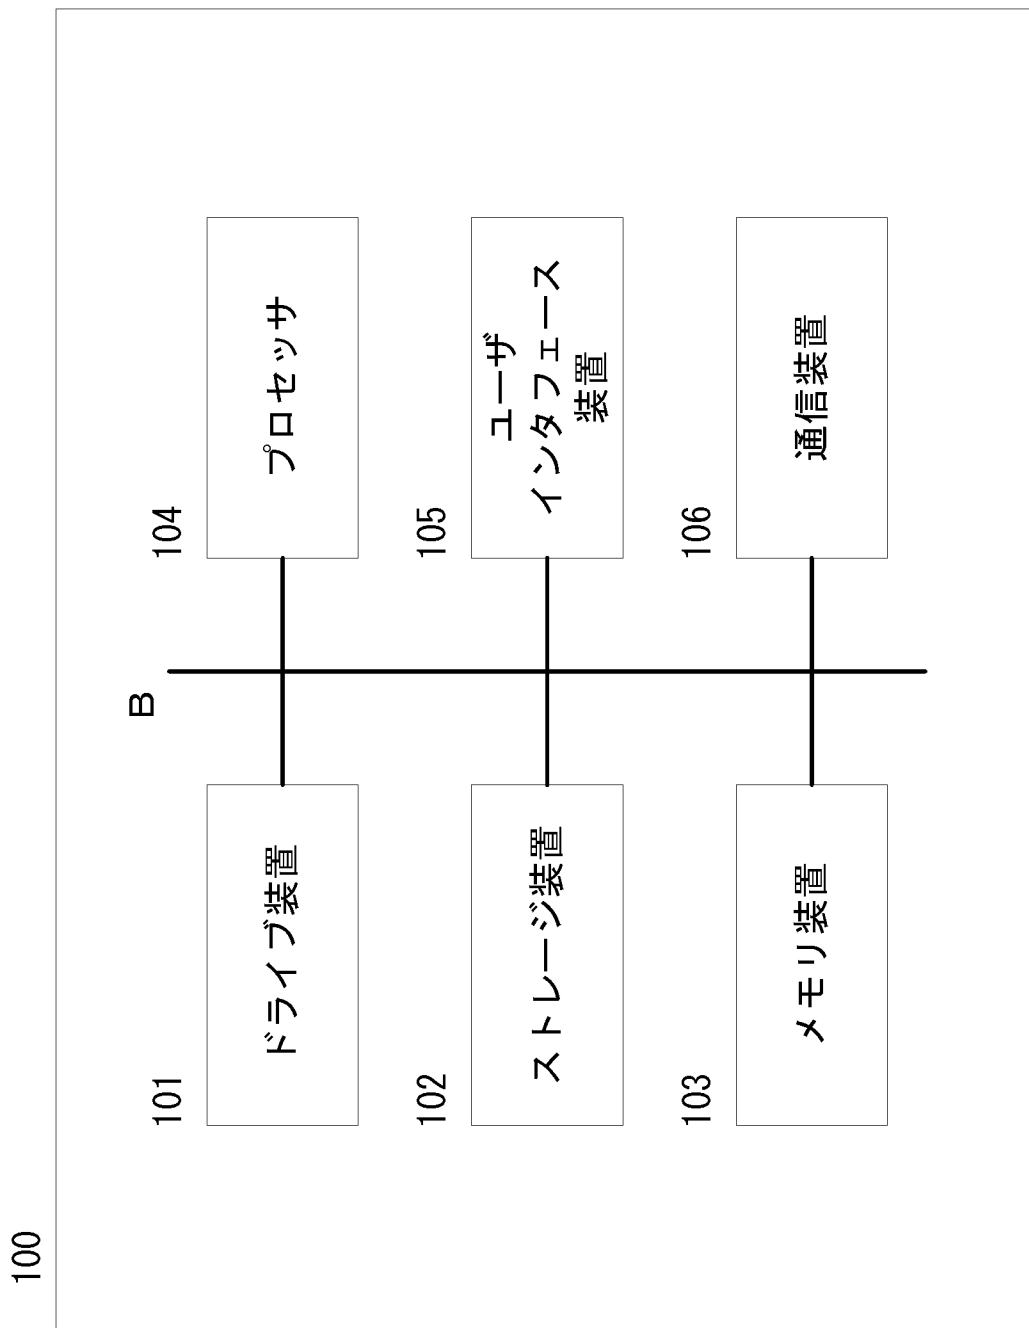 100
101
ドライブ装置
102
ストレージ装置
103
メモリ装置
B
104
プロセッサ
105
ユーザ
インタフェース
装置
106
通信装置